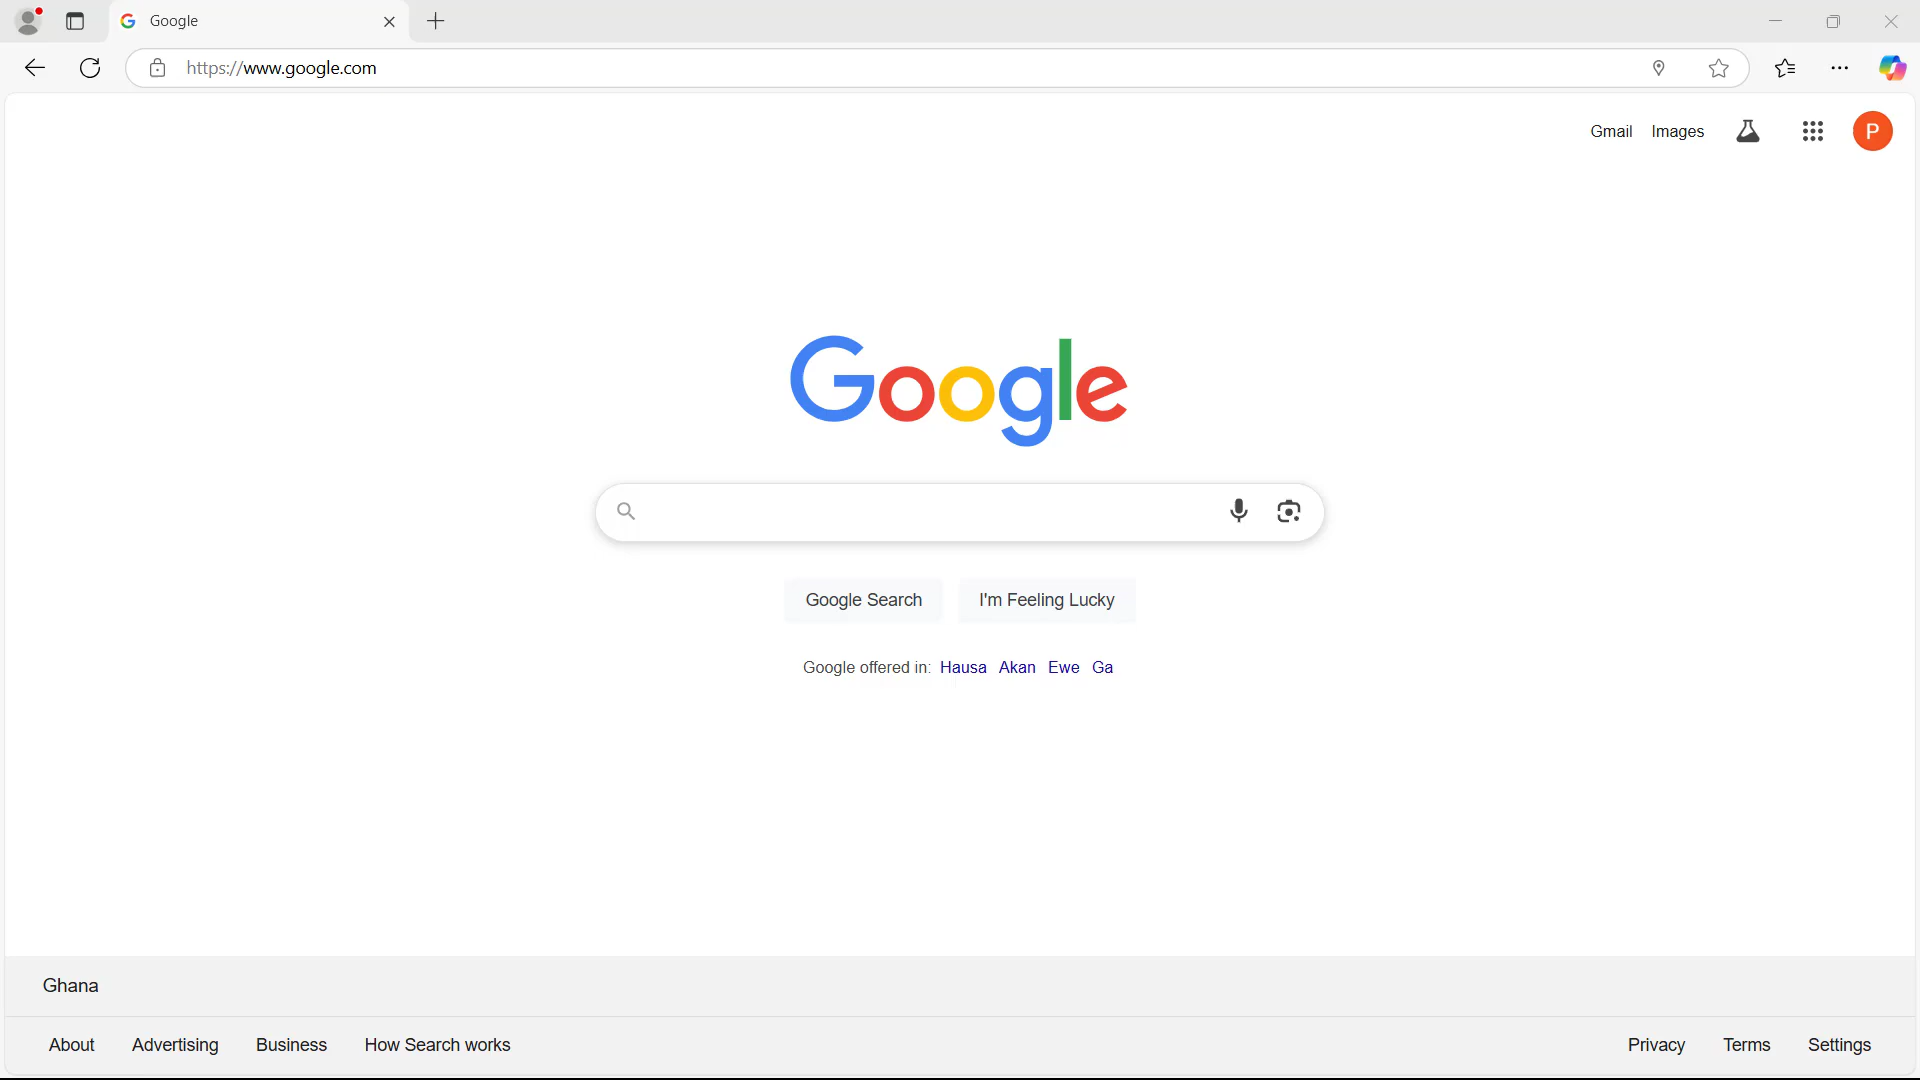 Google
https://www.google.com
Gmail Images
P
Google
Google Search I'm Feeling Lucky
Google offered in: Hausa Akan Ewe Ga
Ghana
About Advertising Business How Search works Privacy Terms Settings